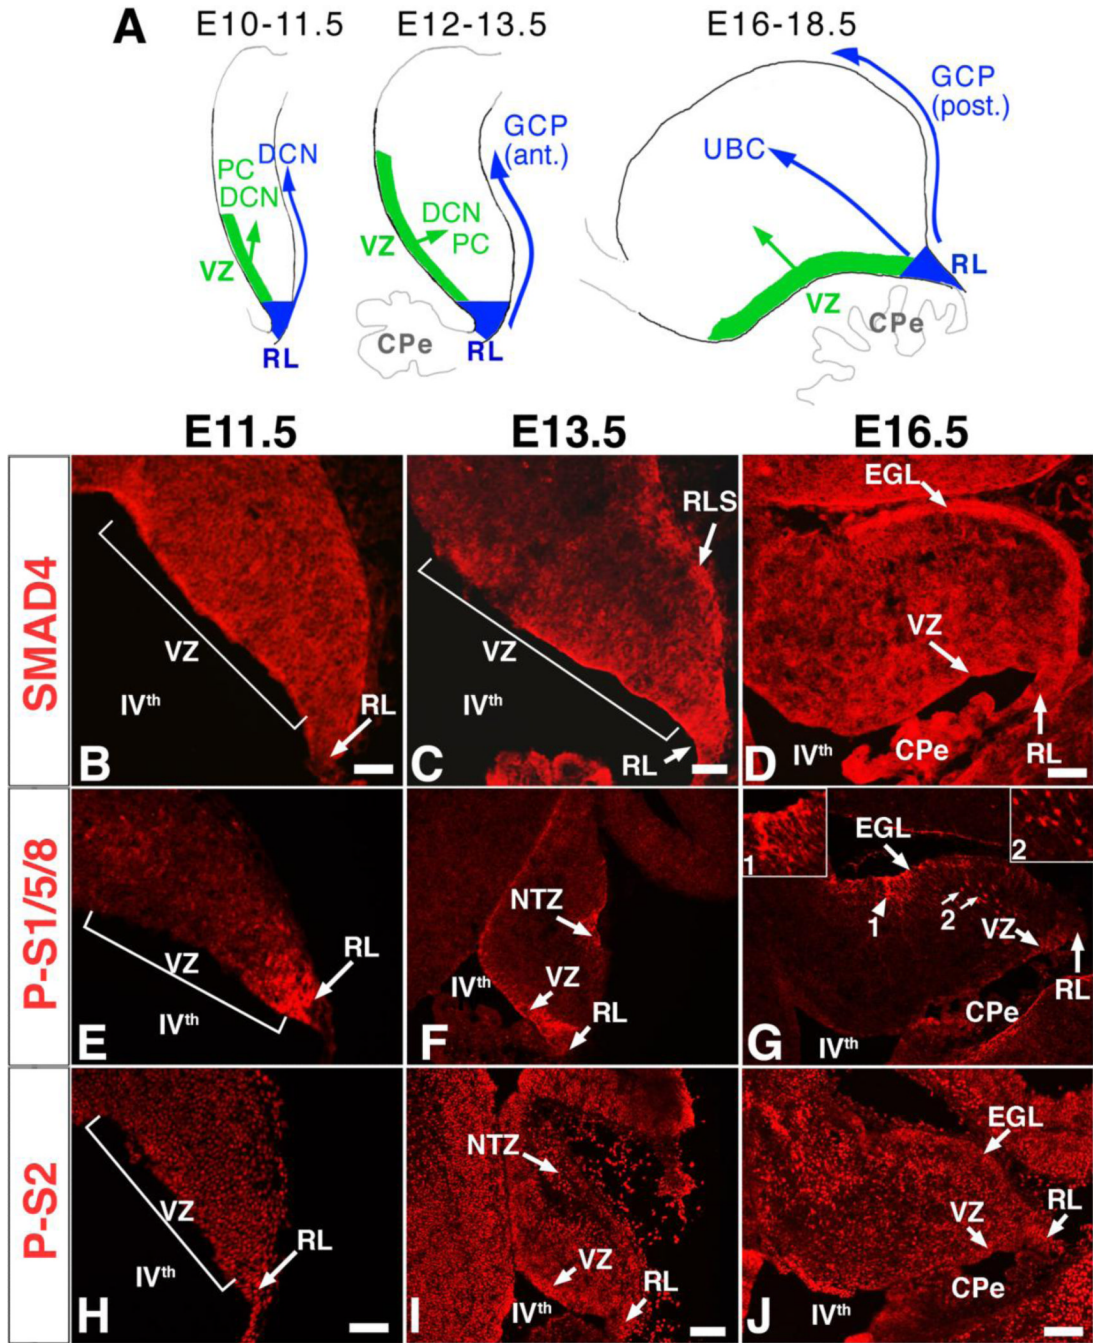 A E10-11.5 E12-13.5 E16-18.5
GCP
(post.)
GCP
(ant.)
DCN
PC
DCN
UBC
DCN
PC
VZ
VZ
RL
VZ
CPe
CPe
RL
RL
E11.5 E13.5 E16.5
SMAD4
VZ
IVth
RL
B
RLS
VZ
IVth
RL
C
EGL
VZ
IVth
CPe
RL
D
P-S1/5/8
VZ
RL
IVth
E
NTZ
IVth
VZ
RL
F
1
EGL
2
1
2
VZ
RL
CPe
IVth
G
P-S2
VZ
IVth
RL
H
NTZ
VZ
RL
IVth
I
EGL
VZ
RL
CPe
IVth
J